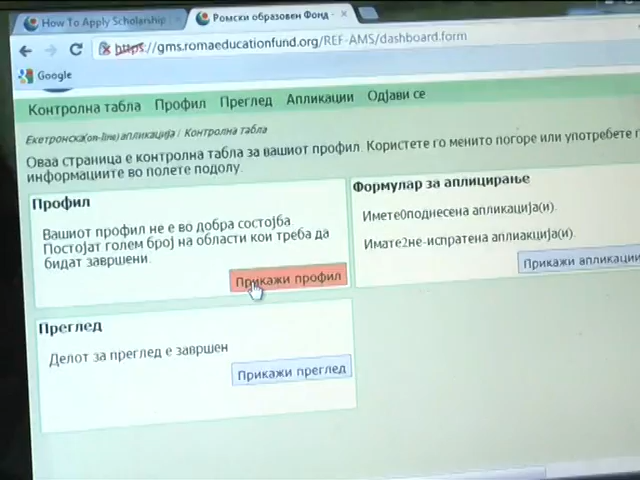 How To Apply Scholarship
Ромски образовен Фонд -
https://gms.romaeducationfund.org/REF-AMS/dashboard.form
Google
Контролна табла Профил Преглед Апликации Одјави се
Екетронска(on-line) апликација / Контролна табла
Оваа страница е контролна табла за вашиот профил. Користете го менито погоре или употребете г
информациите во полете подолу.
Профил
Вашиот профил не е во добра состојба
Постојат голем број на области кои треба да
бидат завршени.
Прикажи профил
Формулар за аплицирање
Имете0поднесена апликација(и).
Имате2не-испратена аплиакција(и).
Прикажи апликации
Преглед
Делот за преглед е завршен
Прикажи преглед